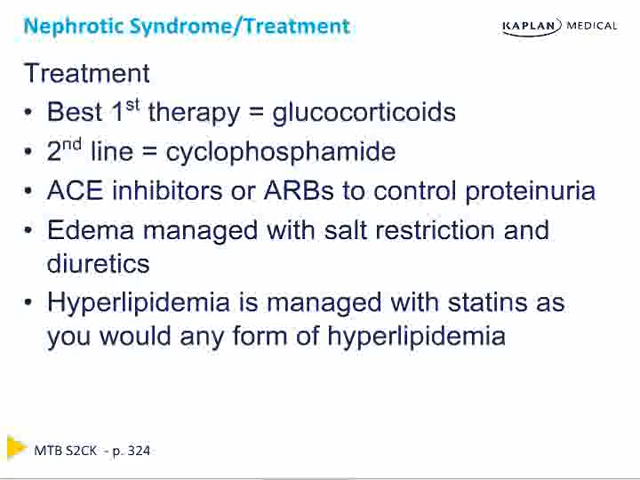 Nephrotic Syndrome/Treatment
KAPLAN MEDICAL
Treatment
• Best 1st therapy = glucocorticoids
• 2nd line = cyclophosphamide
• ACE inhibitors or ARBs to control proteinuria
• Edema managed with salt restriction and
diuretics
• Hyperlipidemia is managed with statins as
you would any form of hyperlipidemia
MTB S2CK - p. 324